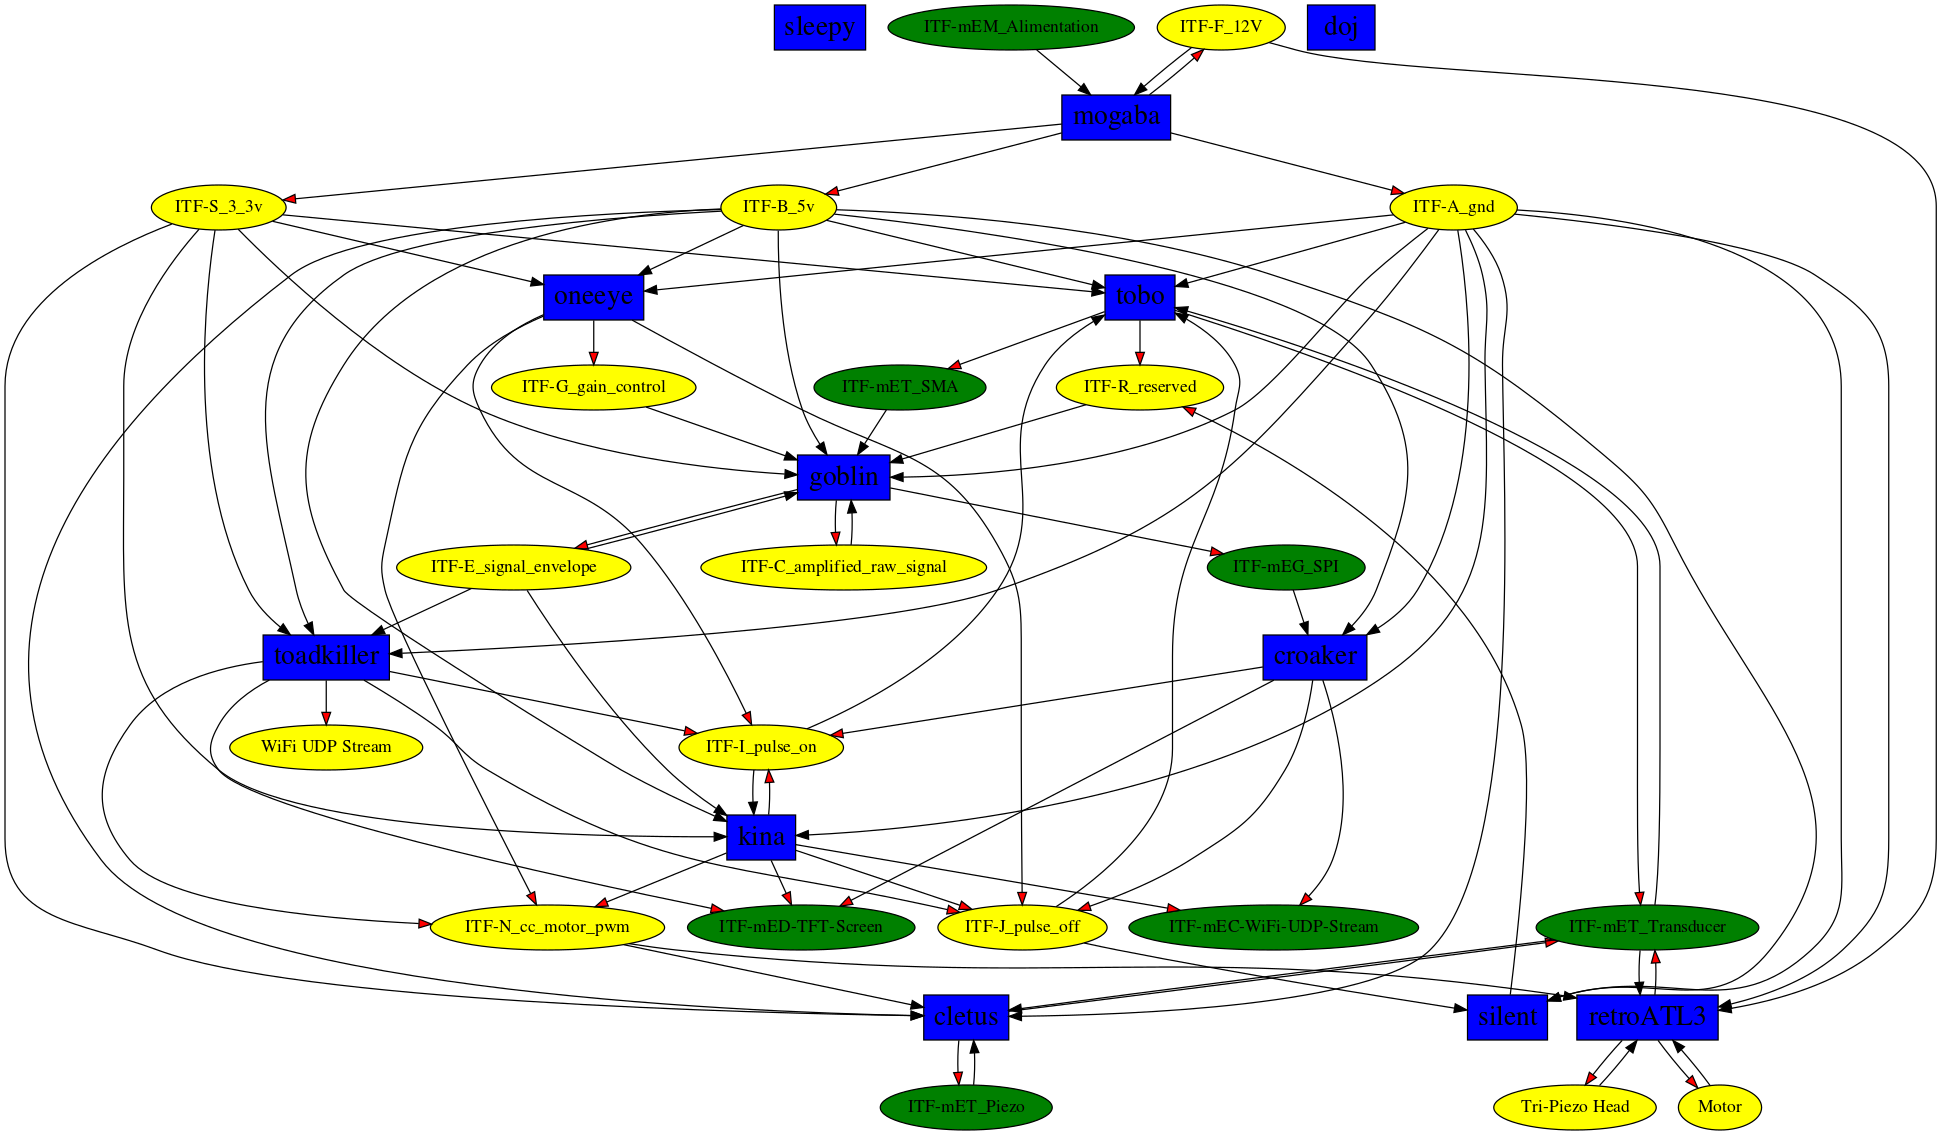 sleepy
ITF-mEM_Alimentation
ITF-F_12V
doj
mogaba
ITF-S_3_3v
ITF-B_5v
ITF-A_gnd
oneeye
tobo
ITF-G_gain_control
ITF-mET_SMA
ITF-R_reserved
goblin
ITF-E_signal_envelope
ITF-C_amplified_raw_signal
ITF-mEG_SPI
toadkiller
croaker
WiFi UDP Stream
ITF-I_pulse_on
kina
ITF-N_cc_motor_pwm
ITF-mED-TFT-Screen
ITF-J_pulse_off
ITF-mEC-WiFi-UDP-Stream
ITF-mET_Transducer
cletus
silent
retroATL3
ITF-mET_Piezo
Tri-Piezo Head
Motor